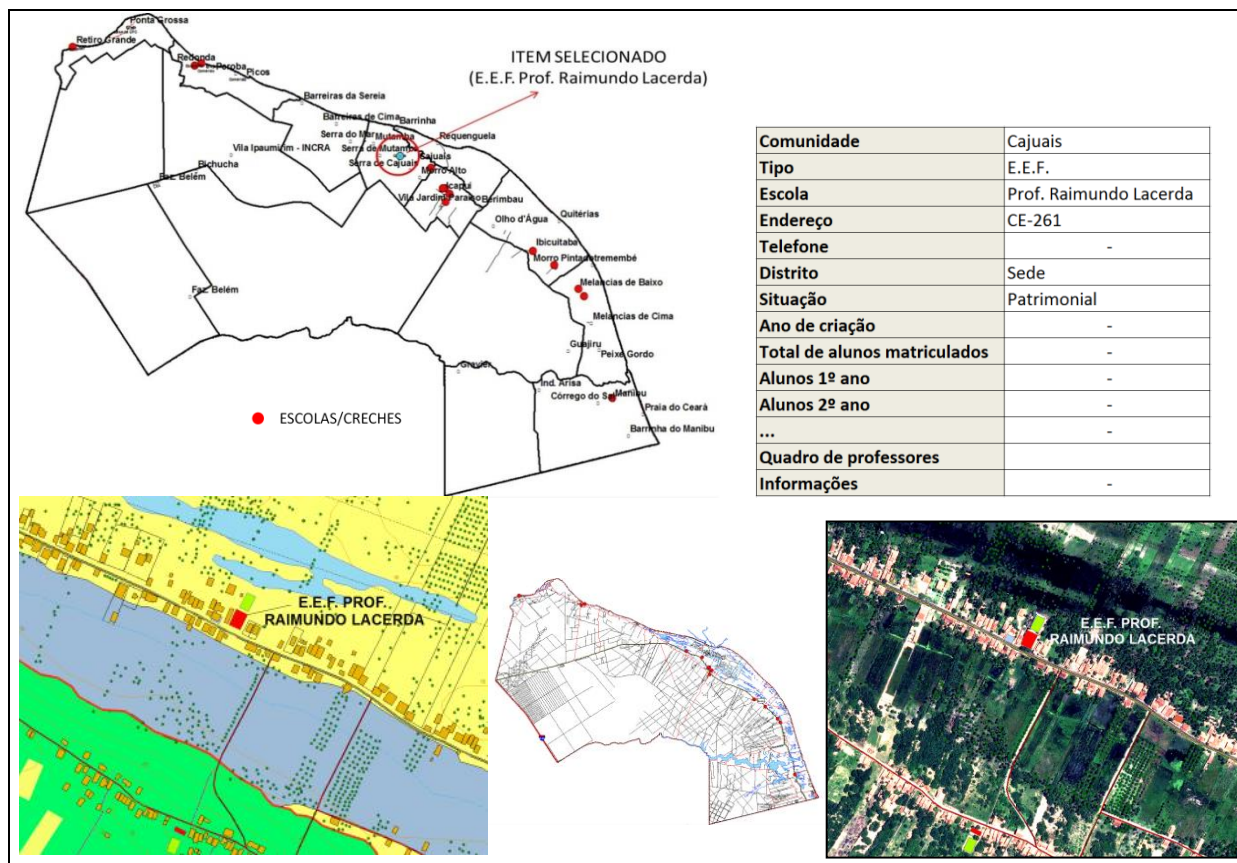 Ponta Grossa
Retiro Grande
Redonda
Peroba
Picos
ITEM SELECIONADO
(E.E.F. Prof. Raimundo Lacerda)
Barreiras da Sereia
Barreiras de Cima
Barrinha
Serra do Mar
Mutamba
Requenguela
Serra de Mutamba
Cajuais
Vila Ipaumirim - INCRA
Serra de Cajuais
Pichucha
Morro Alto
Faz. Belém
Icapuí
Vila Jardim Paraíso
Berimbau
Olho d'Água
Quitérias
Ibicuitaba
Morro Pintado
Tremembé
Melancias de Baixo
Faz. Belém
Melancias de Cima
Guajiru
Peixe Gordo
Gravier
Ind. Arisa
Córrego do Sal
Manibu
Praia do Ceará
Barrinha do Manibu
ESCOLAS/CRECHES
Comunidade Cajuais
Tipo E.E.F.
Escola Prof. Raimundo Lacerda
Endereço CE-261
Telefone -
Distrito Sede
Situação Patrimonial
Ano de criação -
Total de alunos matriculados -
Alunos 1º ano -
Alunos 2º ano -
... -
Quadro de professores
Informações -
E.E.F. PROF.
RAIMUNDO LACERDA
E.E.F. PROF.
RAIMUNDO LACERDA